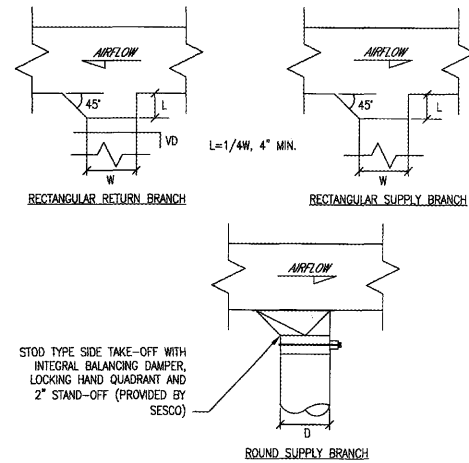 AIRFLOW
45°
L
VD
W
L=1/4W, 4" MIN.
RECTANGULAR RETURN BRANCH
AIRFLOW
45°
L
W
RECTANGULAR SUPPLY BRANCH
AIRFLOW
STOD TYPE SIDE TAKE-OFF WITH
INTEGRAL BALANCING DAMPER,
LOCKING HAND QUADRANT AND
2" STAND-OFF (PROVIDED BY
SESCO)
D
ROUND SUPPLY BRANCH